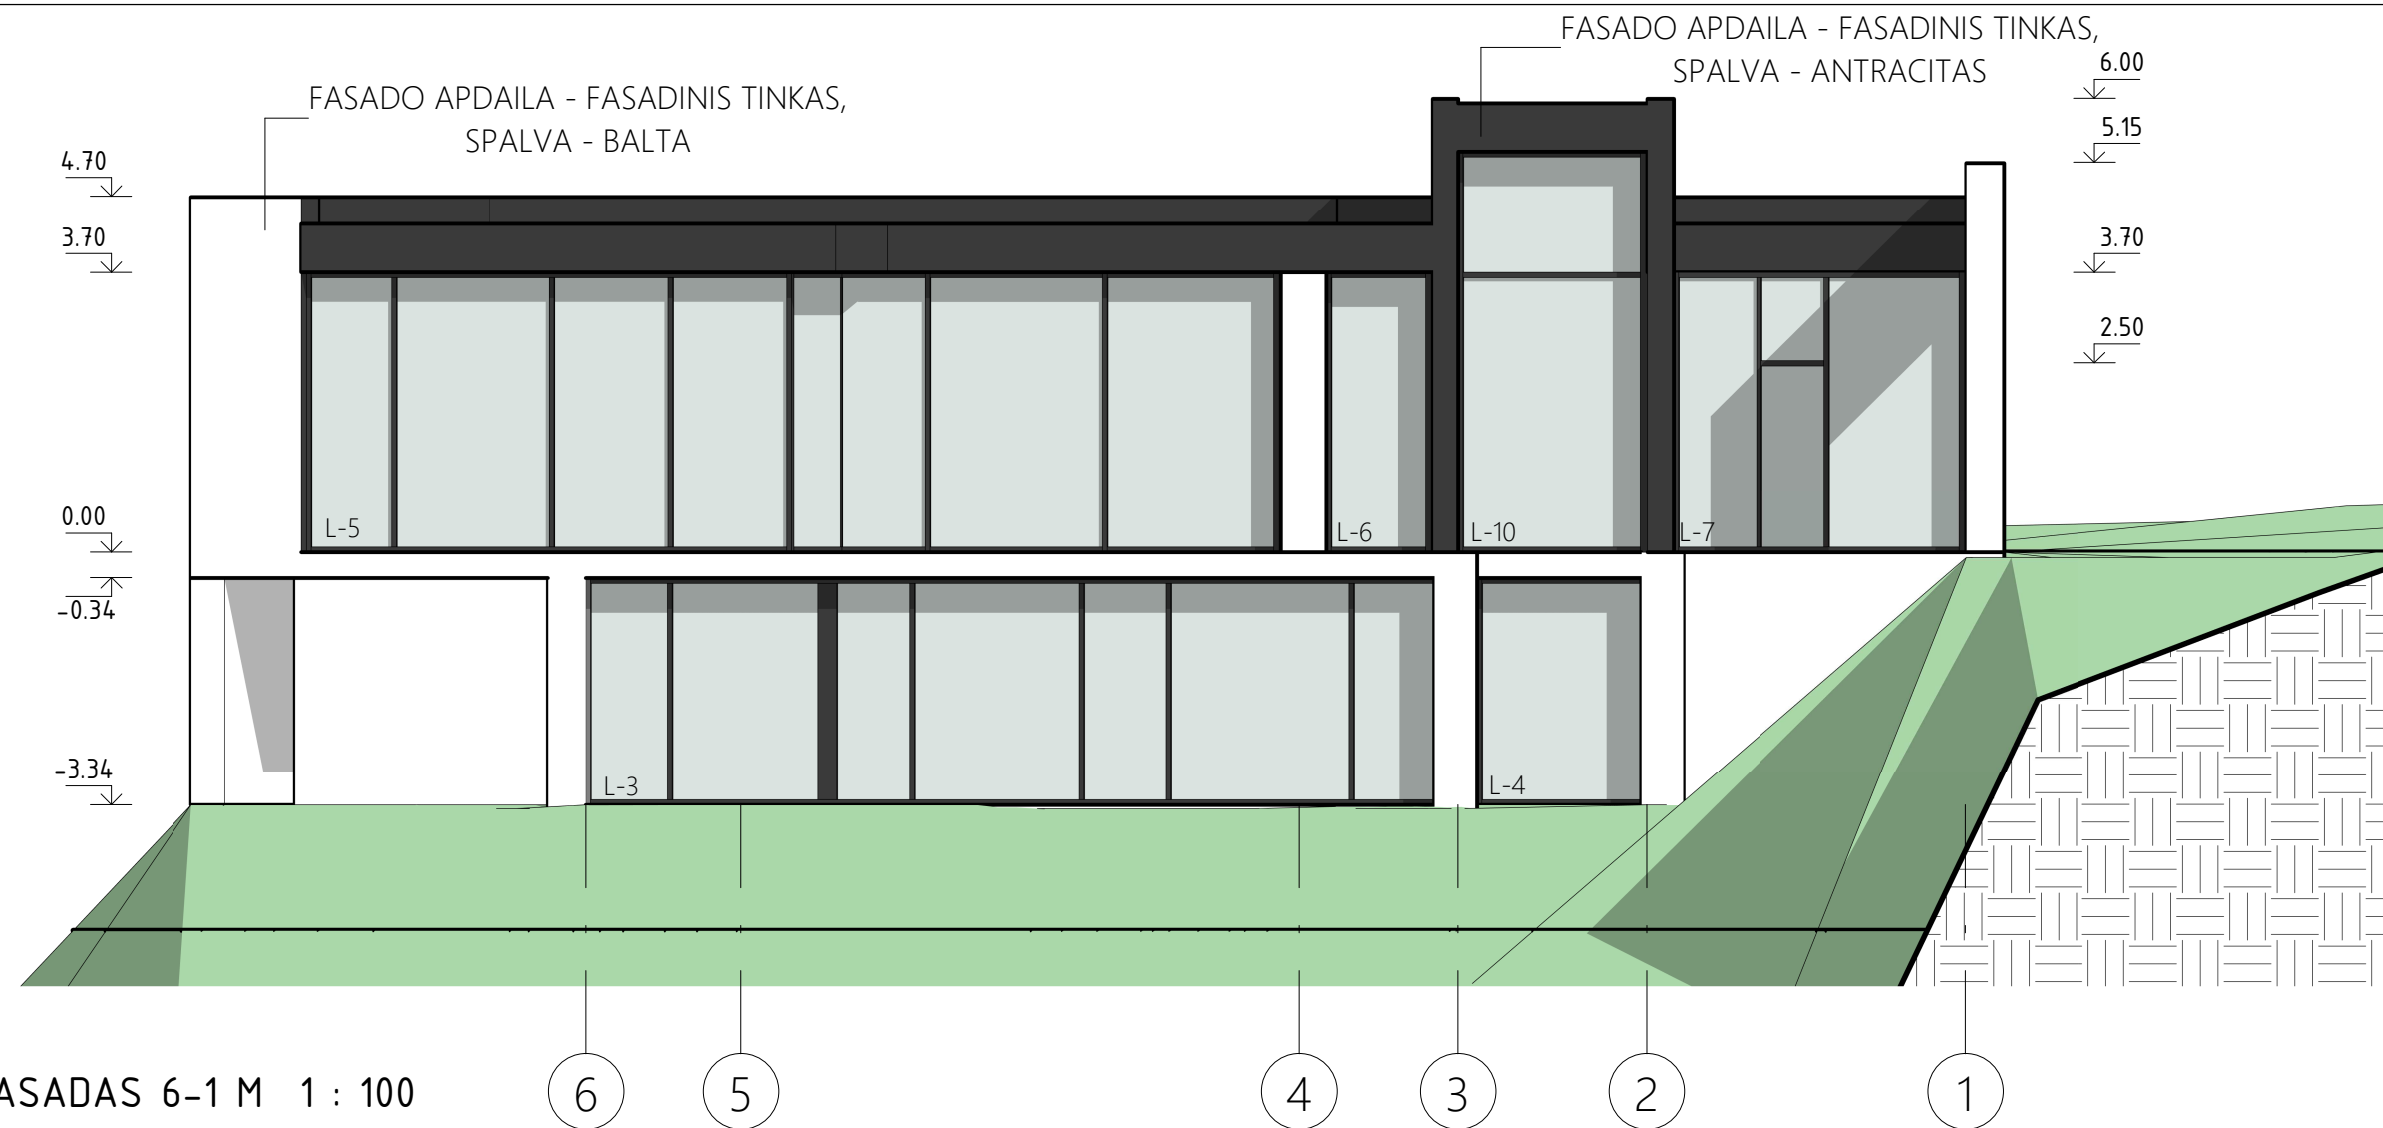 FASADO APDAILA - FASADINIS TINKAS,
SPALVA - ANTRACITAS
FASADO APDAILA - FASADINIS TINKAS,
SPALVA - BALTA
4.70
3.70
0.00
-0.34
-3.34
6.00
5.15
3.70
2.50
L-5
L-6
L-10
L-7
L-3
L-4
6
5
4
3
2
1
ASADAS 6-1 M 1 : 100